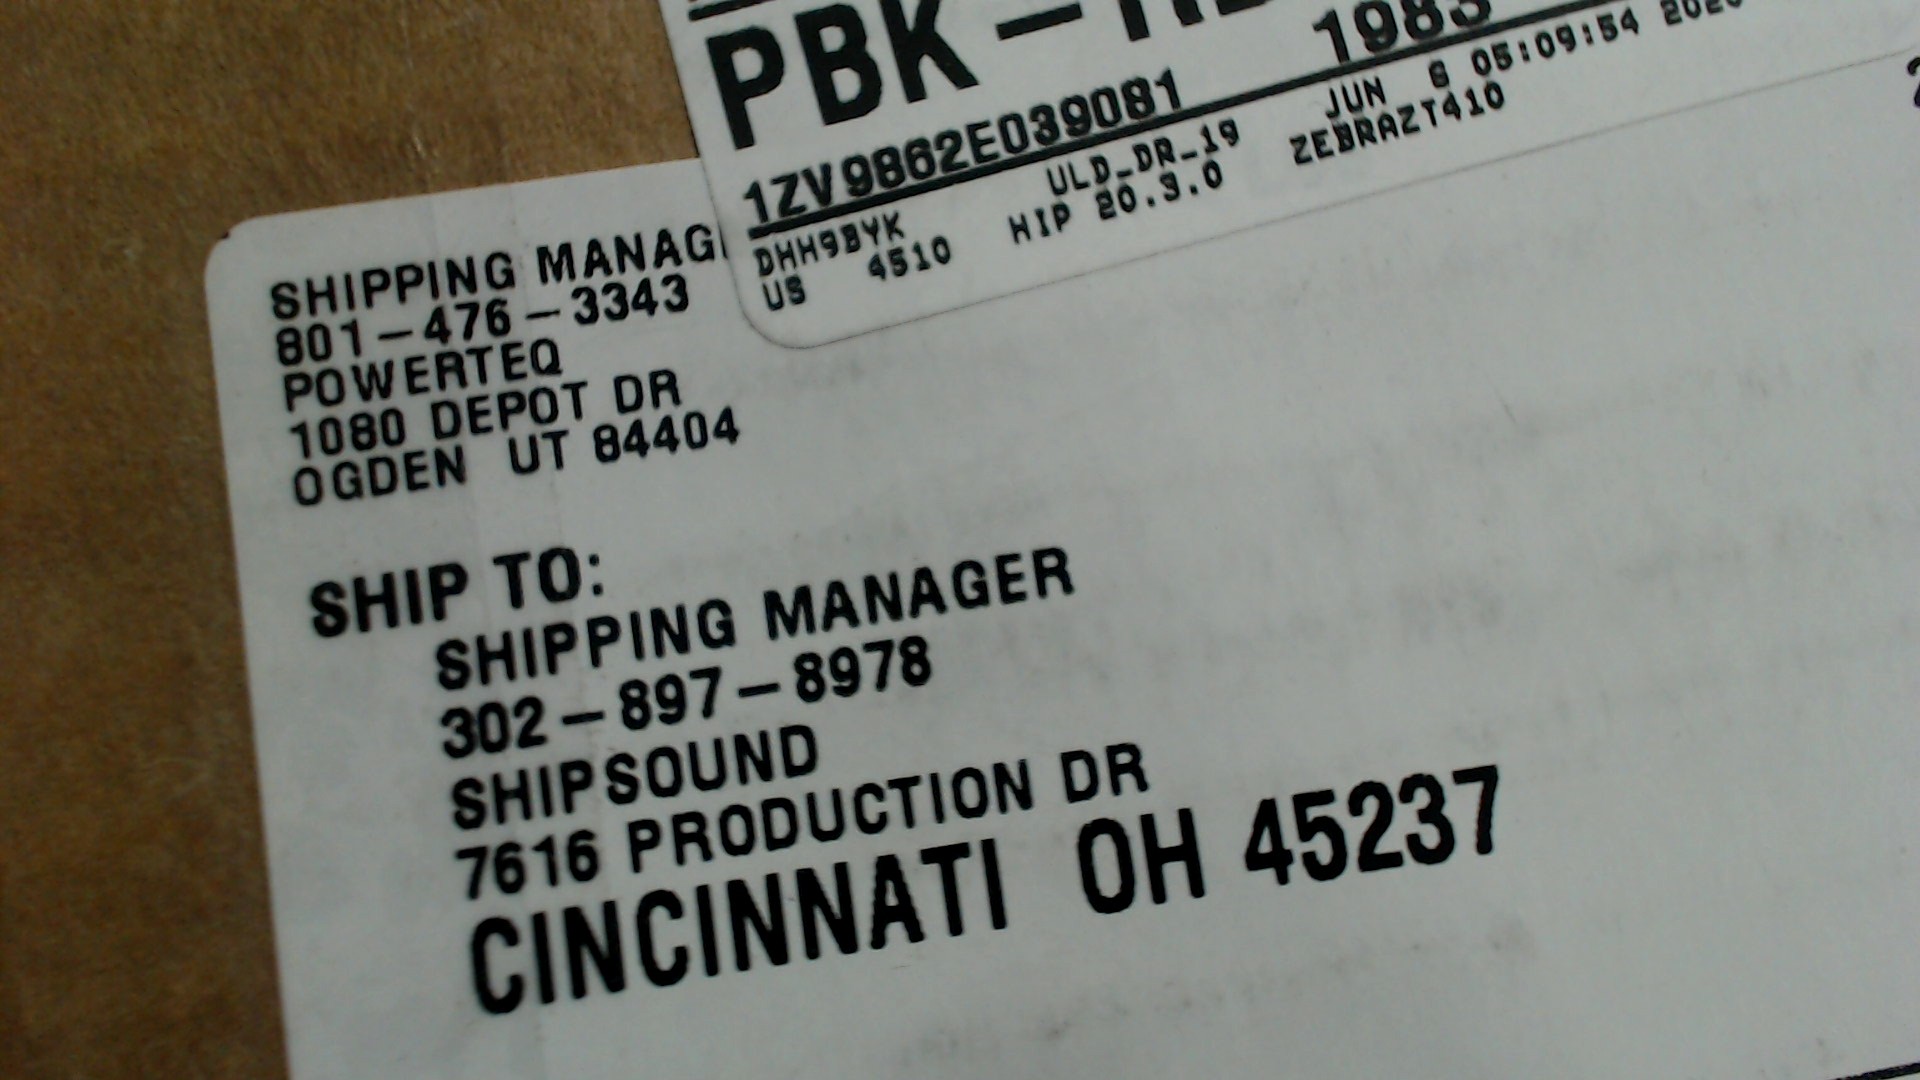 PBK-
1983
1ZV9862E039081
JUN 8 05:09:54
DHH9BYK ULD_DR_19 ZEBRAZT410
US 4510 HIP 20.3.0
SHIPPING MANAG
801-476-3343
POWERTEQ
1080 DEPOT DR
OGDEN UT 84404
SHIP TO:
SHIPPING MANAGER
302-897-8978
SHIPSOUND
7616 PRODUCTION DR
CINCINNATI OH 45237